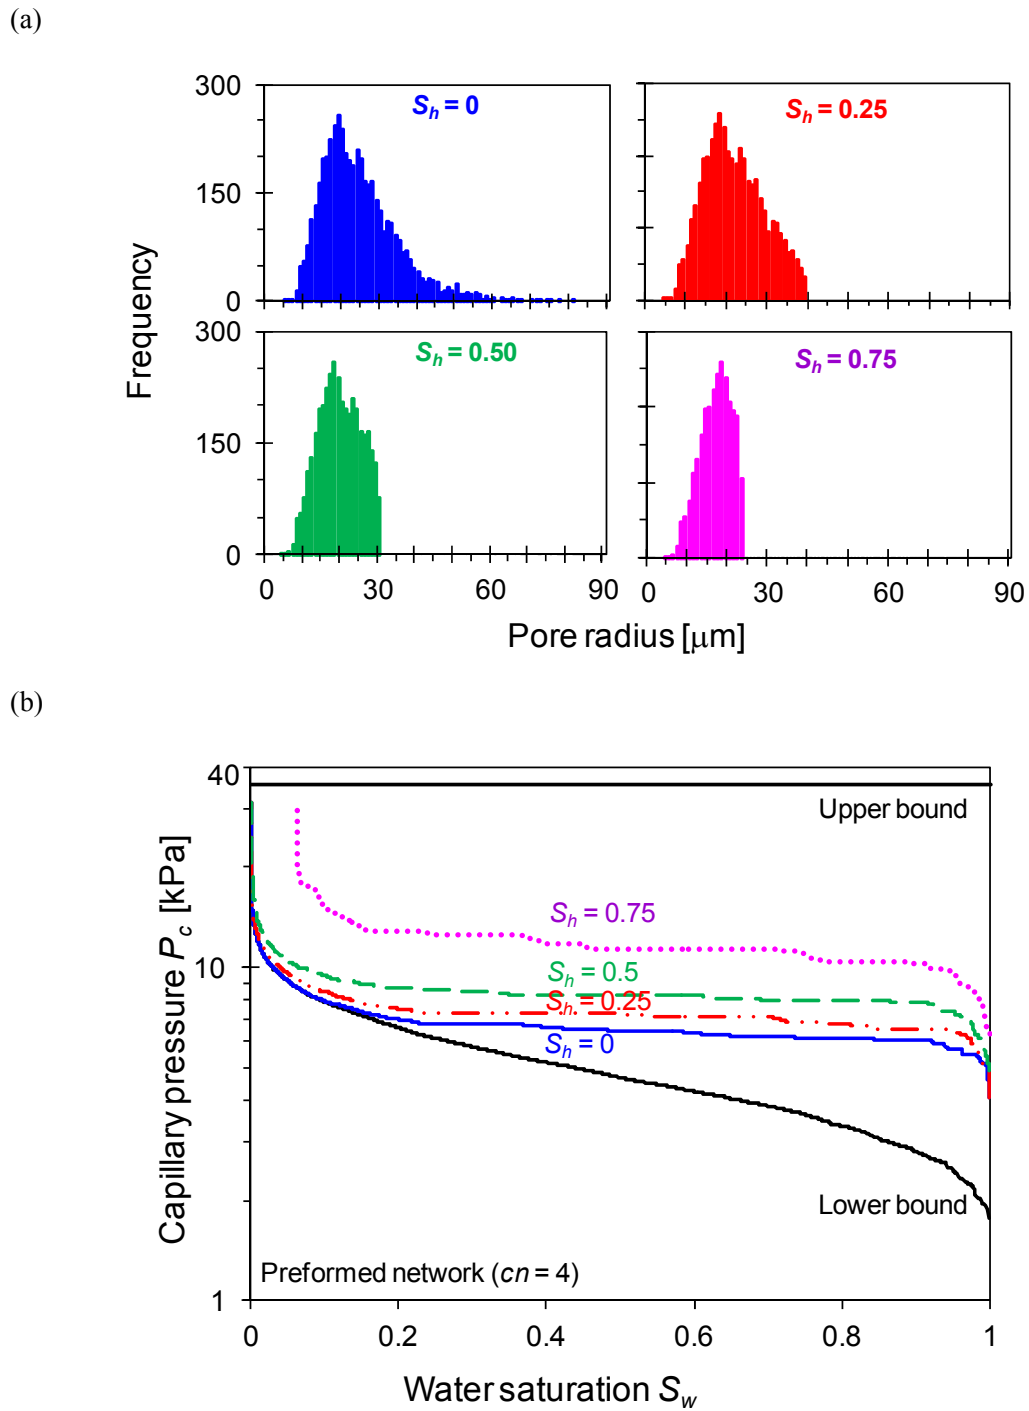 (a)
300
150
0
Frequency
S_h = 0
S_h = 0.25
300
150
0
S_h = 0.50
S_h = 0.75
0 30 60 90
0 30 60 90
Pore radius [μm]
(b)
40
10
1
Capillary pressure P_c [kPa]
Upper bound
S_h = 0.75
S_h = 0.5
S_h = 0.25
S_h = 0
Lower bound
Preformed network (cn = 4)
0 0.2 0.4 0.6 0.8 1
Water saturation S_w